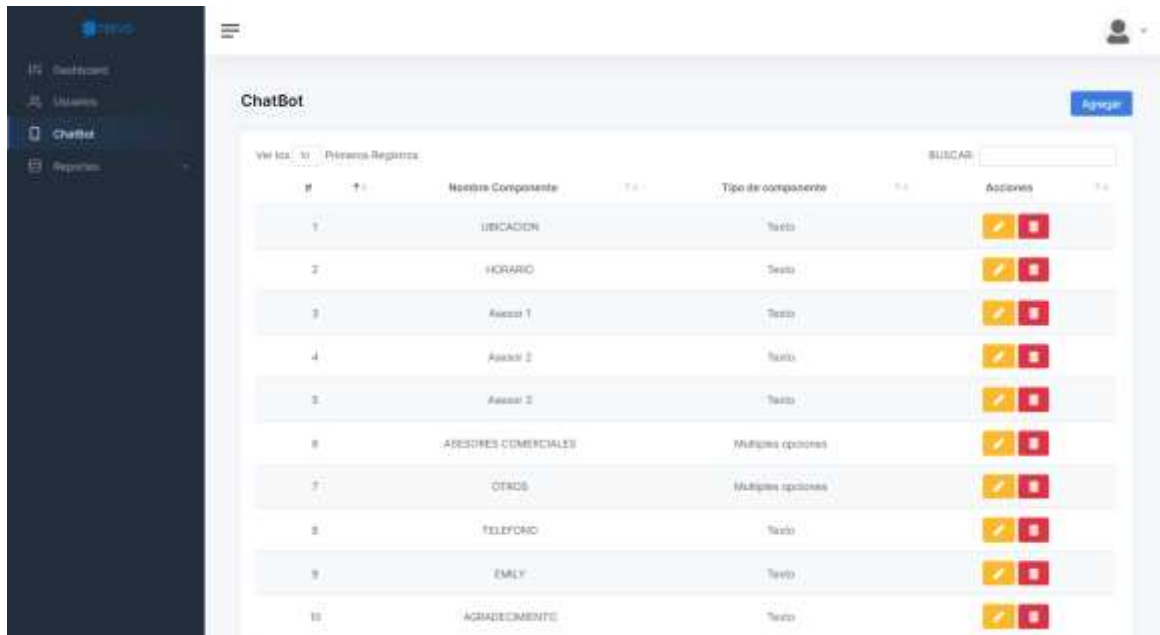 Dashboard
Usuarios
ChatBot
Reportes
ChatBot
Agregar
Ver los 10 Primeros Registros
BUSCAR:
# Nombre Componente Tipo de componente Acciones
1 UBICACION Texto
2 HORARIO Texto
3 Asesor 1 Texto
4 Asesor 2 Texto
5 Asesor 3 Texto
6 ASESORES COMERCIALES Multiples opciones
7 OTROS Multiples opciones
8 TELEFONO Texto
9 EMILY Texto
10 AGRADECIMIENTO Texto